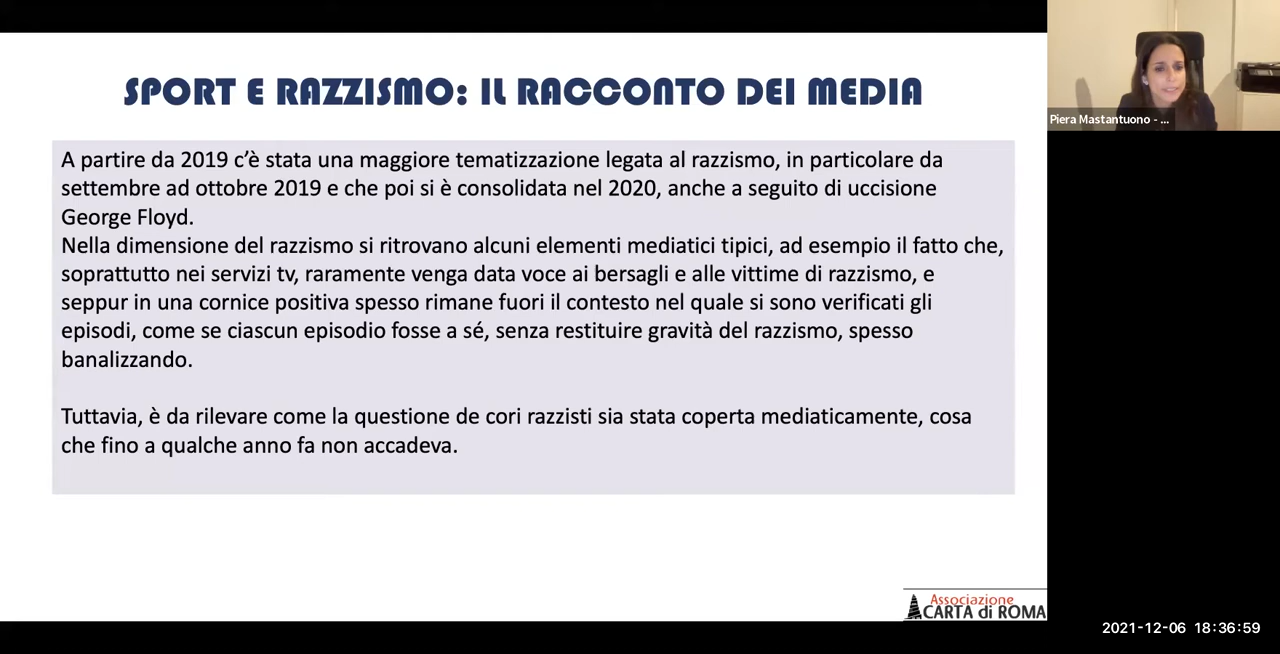 SPORT E RAZZISMO: IL RACCONTO DEI MEDIA
A partire da 2019 c’è stata una maggiore tematizzazione legata al razzismo, in particolare da
settembre ad ottobre 2019 e che poi si è consolidata nel 2020, anche a seguito di uccisione
George Floyd.
Nella dimensione del razzismo si ritrovano alcuni elementi mediatici tipici, ad esempio il fatto che,
soprattutto nei servizi tv, raramente venga data voce ai bersagli e alle vittime di razzismo, e
seppur in una cornice positiva spesso rimane fuori il contesto nel quale si sono verificati gli
episodi, come se ciascun episodio fosse a sé, senza restituire gravità del razzismo, spesso
banalizzando.
Tuttavia, è da rilevare come la questione de cori razzisti sia stata coperta mediaticamente, cosa
che fino a qualche anno fa non accadeva.
Associazione
CARTA di ROMA
Piera Mastantuono - ...
2021-12-06 18:36:59